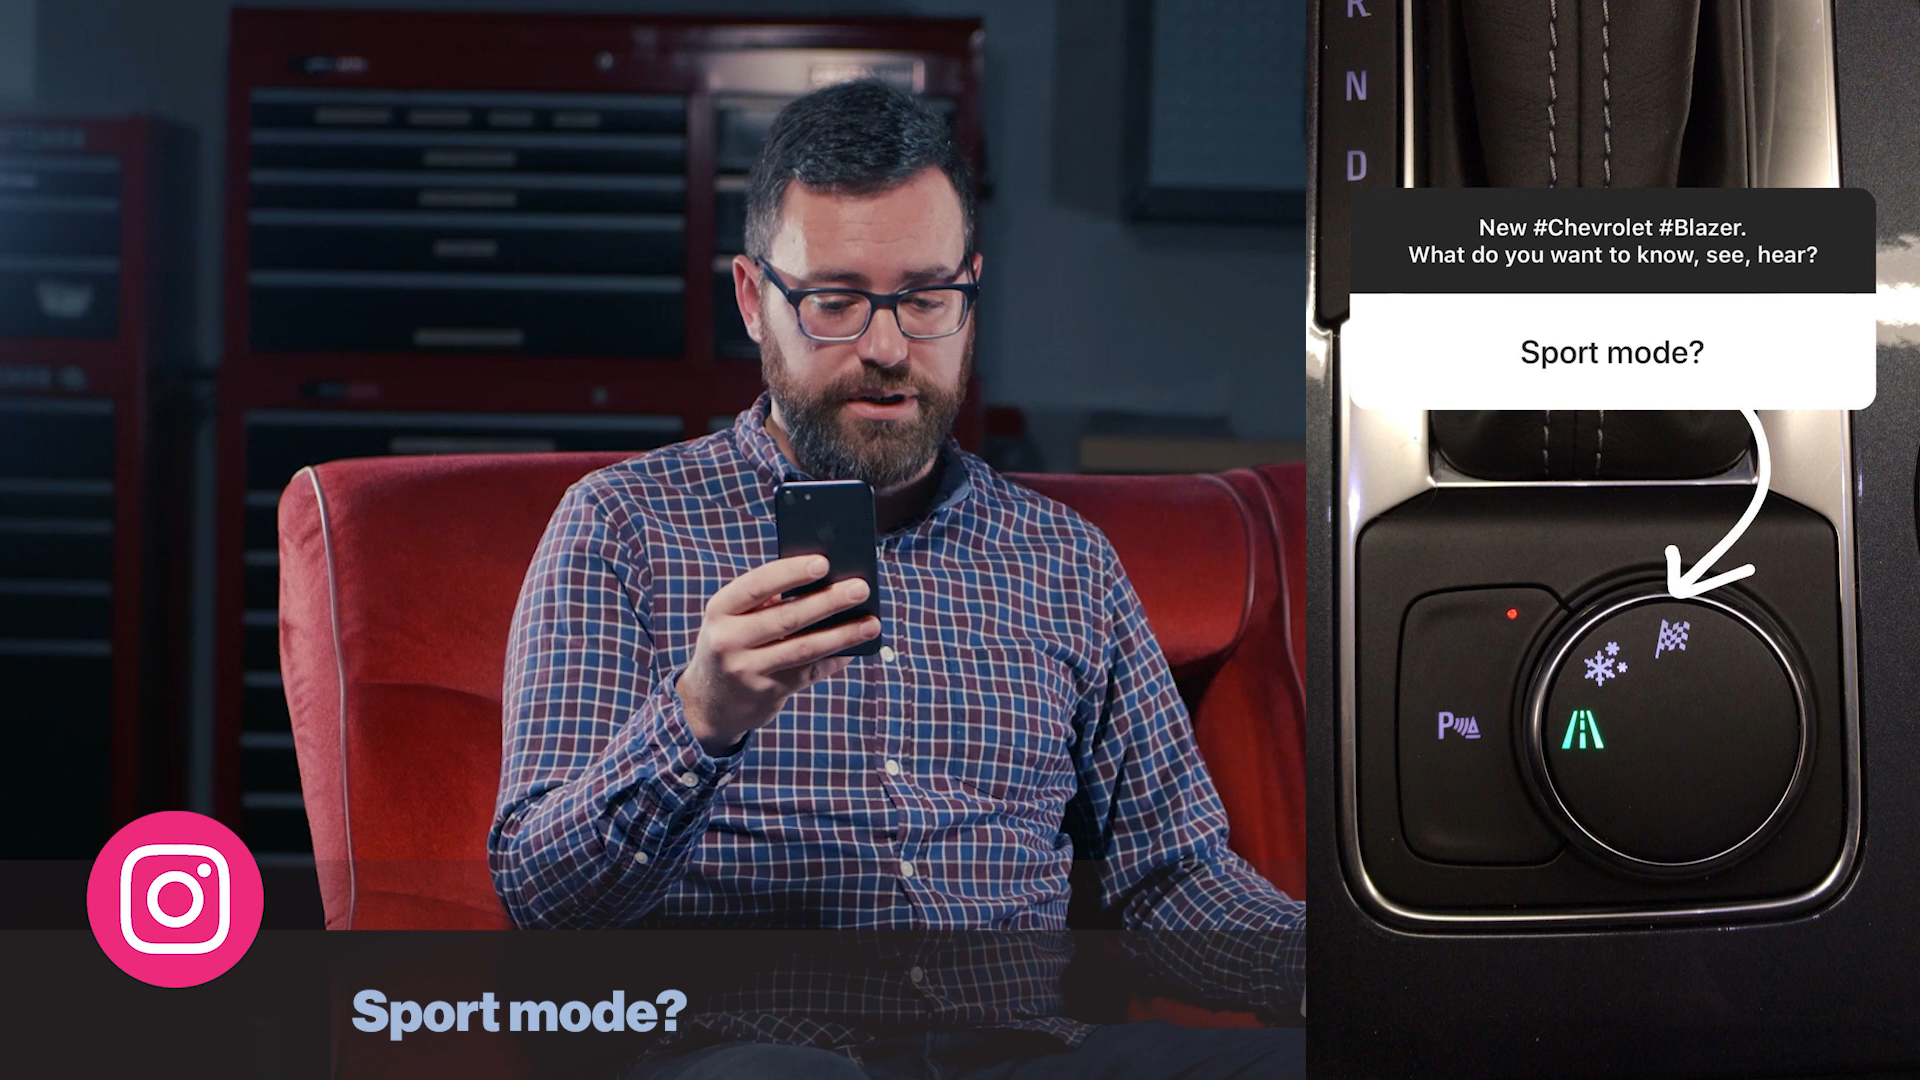 Sport mode?
R
N
D
New #Chevrolet #Blazer.
What do you want to know, see, hear?
Sport mode?
P